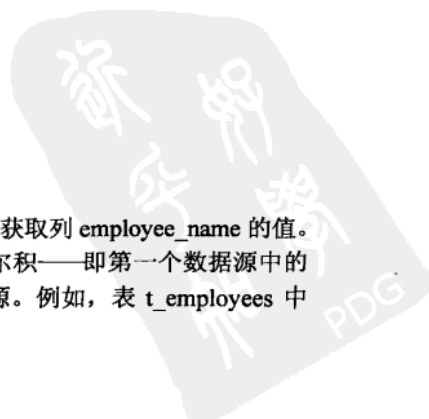 获取列 employee_name 的值。
尔积——即第一个数据源中的
源。例如，表 t_employees 中
PDG